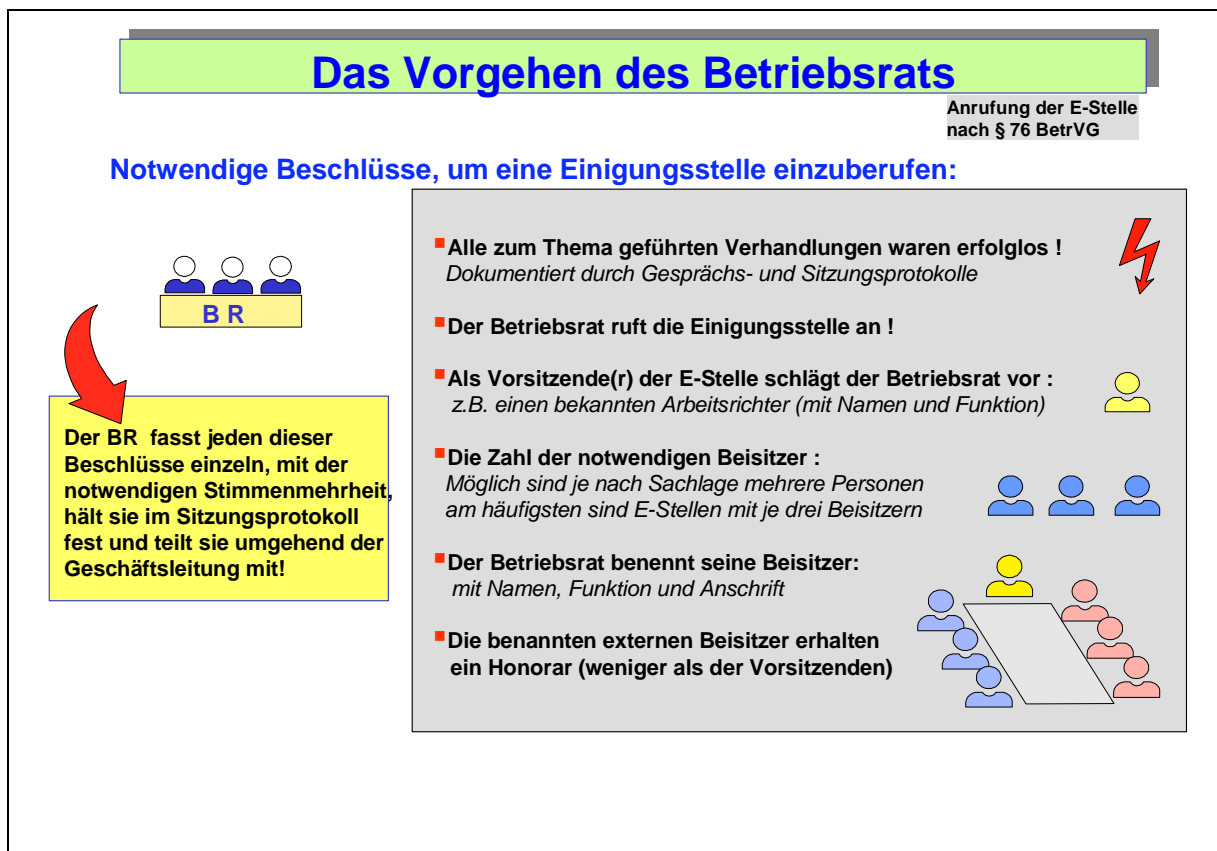 Das Vorgehen des Betriebsrats
Anrufung der E-Stelle
nach § 76 BetrVG
Notwendige Beschlüsse, um eine Einigungsstelle einzuberufen:
B R
Der BR fasst jeden dieser
Beschlüsse einzeln, mit der
notwendigen Stimmenmehrheit,
hält sie im Sitzungsprotokoll
fest und teilt sie umgehend der
Geschäftsleitung mit!
Alle zum Thema geführten Verhandlungen waren erfolglos !
Dokumentiert durch Gesprächs- und Sitzungsprotokolle
Der Betriebsrat ruft die Einigungsstelle an !
Als Vorsitzende(r) der E-Stelle schlägt der Betriebsrat vor :
z.B. einen bekannten Arbeitsrichter (mit Namen und Funktion)
Die Zahl der notwendigen Beisitzer :
Möglich sind je nach Sachlage mehrere Personen
am häufigsten sind E-Stellen mit je drei Beisitzern
Der Betriebsrat benennt seine Beisitzer:
mit Namen, Funktion und Anschrift
Die benannten externen Beisitzer erhalten
ein Honorar (weniger als der Vorsitzenden)